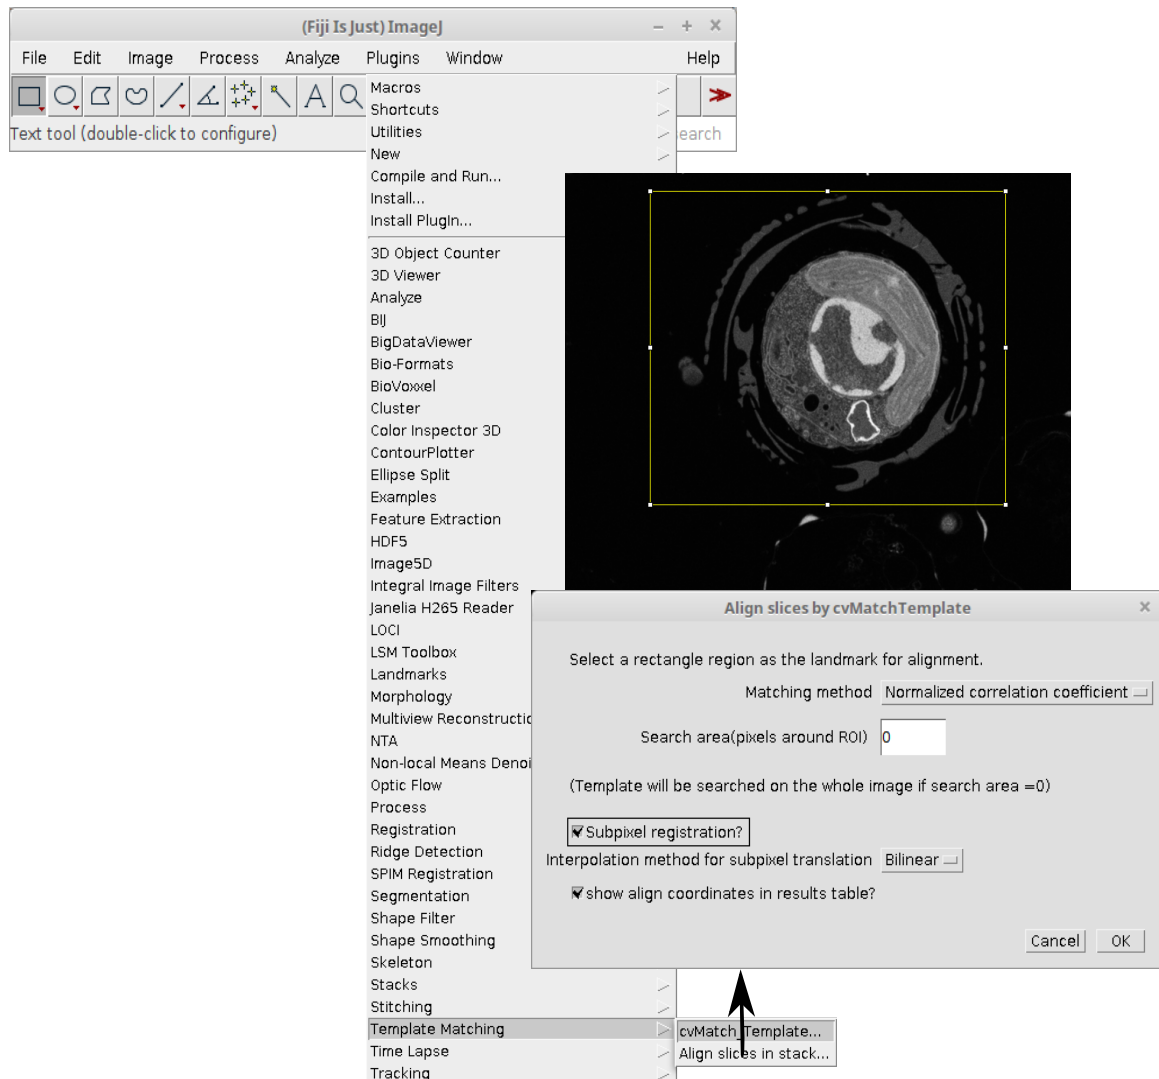 (Fiji Is Just) ImageJ
File Edit Image Process Analyze Plugins Window Help
Text tool (double-click to configure)
earch
Macros
Shortcuts
Utilities
New
Compile and Run...
Install...
Install PlugIn...
3D Object Counter
3D Viewer
Analyze
BIJ
BigDataViewer
Bio-Formats
BioVoxxel
Cluster
Color Inspector 3D
ContourPlotter
Ellipse Split
Examples
Feature Extraction
HDF5
Image5D
Integral Image Filters
Janelia H265 Reader
LOCI
LSM Toolbox
Landmarks
Morphology
Multiview Reconstructio
NTA
Non-local Means Denoi
Optic Flow
Process
Registration
Ridge Detection
SPIM Registration
Segmentation
Shape Filter
Shape Smoothing
Skeleton
Stacks
Stitching
Template Matching
Time Lapse
Tracking
Align slices by cvMatchTemplate
Select a rectangle region as the landmark for alignment.
Matching method Normalized correlation coefficient
Search area(pixels around ROI) 0
(Template will be searched on the whole image if search area =0)
Subpixel registration?
Interpolation method for subpixel translation Bilinear
show align coordinates in results table?
Cancel OK
cvMatch_Template...
Align slices in stack...